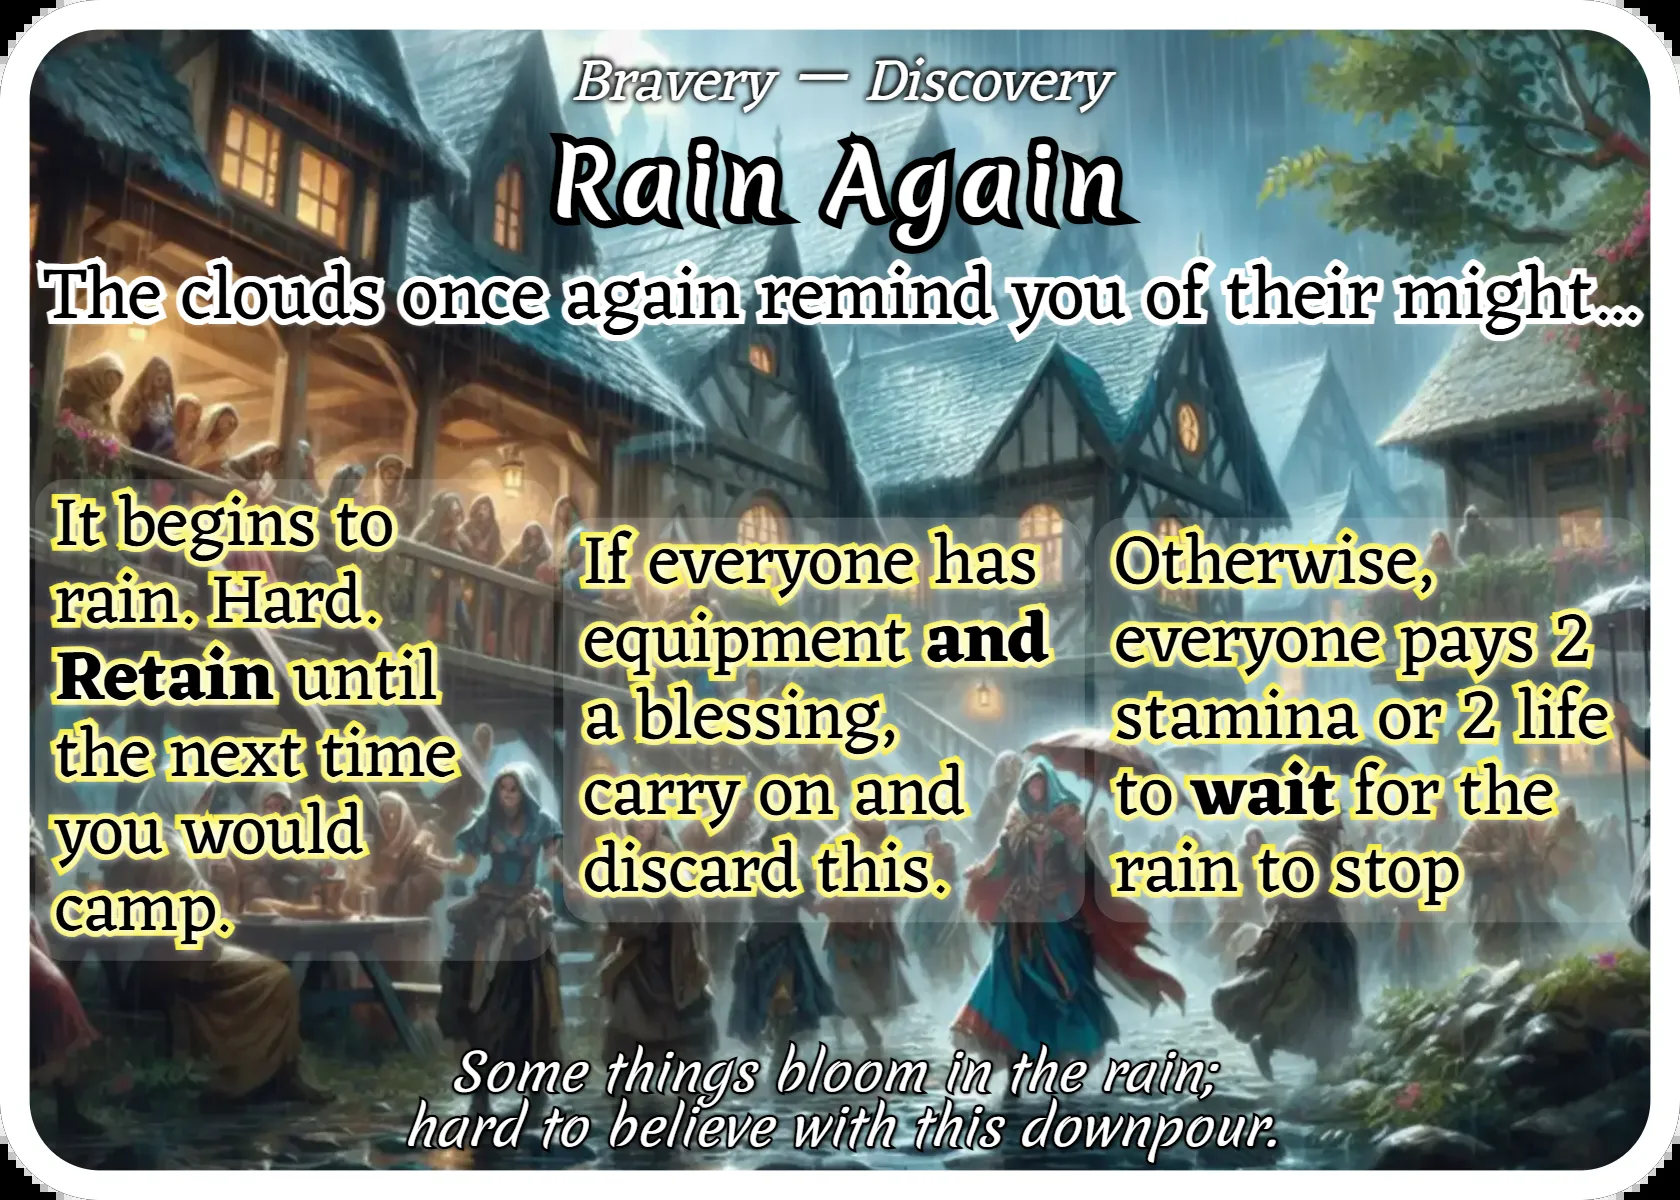 Bravery — Discovery
Rain Again
The clouds once again remind you of their might...
It begins to
rain. Hard.
Retain until
the next time
you would
camp.
If everyone has
equipment and
a blessing,
carry on and
discard this.
Otherwise,
everyone pays 2
stamina or 2 life
to wait for the
rain to stop
Some things bloom in the rain;
hard to believe with this downpour.